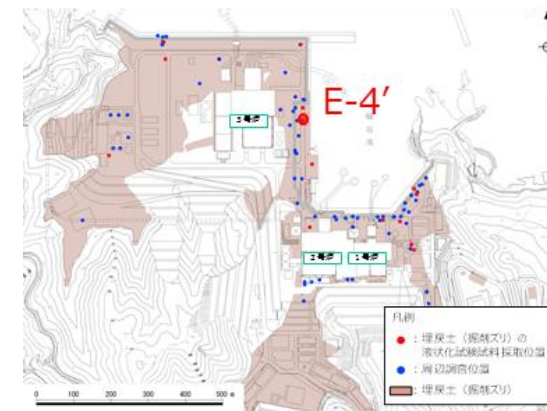 E-4'
3号炉
2号炉
1号炉
凡例
：埋戻土（掘削ズリ）の
液状化試験試料採取位置
：周辺調査位置
：埋戻土（掘削ズリ）
0 100 200 300 400 500 m